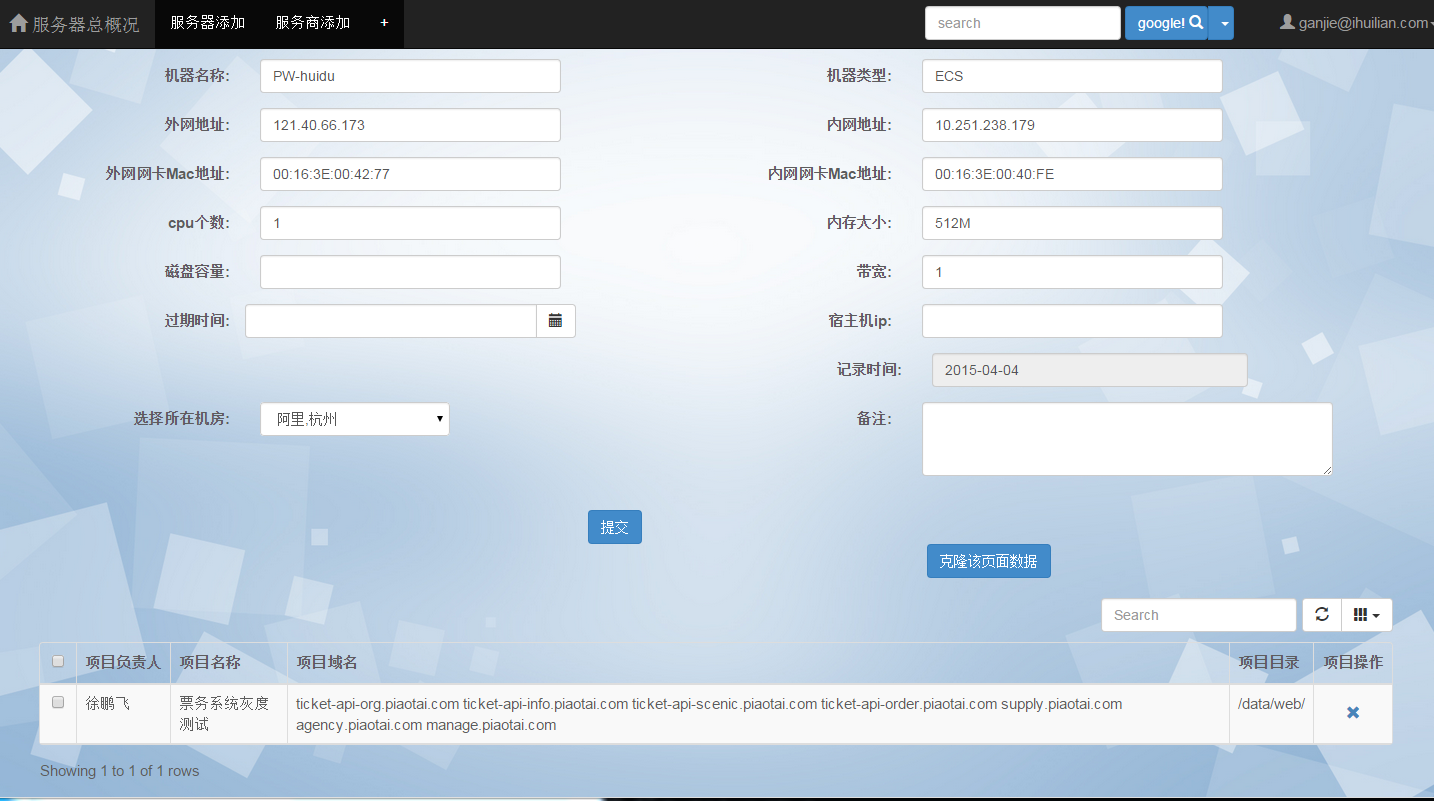 服务器总概况 服务器添加 服务商添加 + search google! ganjie@ihuilian.com
机器名称: PW-huidu 机器类型: ECS
外网地址: 121.40.66.173 内网地址: 10.251.238.179
外网网卡Mac地址: 00:16:3E:00:42:77 内网网卡Mac地址: 00:16:3E:00:40:FE
cpu个数: 1 内存大小: 512M
磁盘容量: 带宽: 1
过期时间: 宿主机ip:
记录时间: 2015-04-04
选择所在机房: 阿里,杭州 备注:
提交
克隆该页面数据
Search
项目负责人 项目名称 项目域名 项目目录 项目操作
徐鹏飞 票务系统灰度 ticket-api-org.piaotai.com ticket-api-info.piaotai.com ticket-api-scenic.piaotai.com ticket-api-order.piaotai.com supply.piaotai.com /data/web/
测试 agency.piaotai.com manage.piaotai.com
Showing 1 to 1 of 1 rows